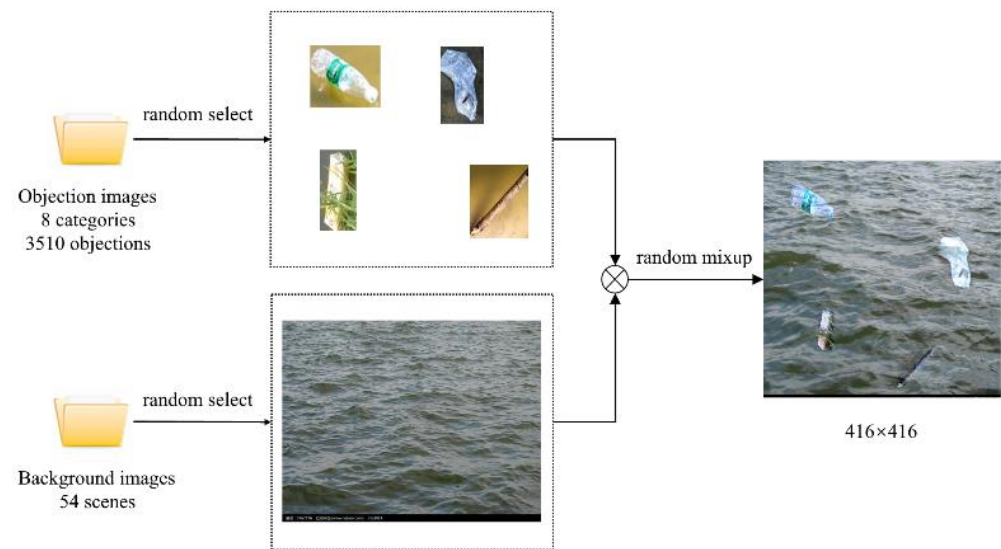 random select
Objection images
8 categories
3510 objections
random mixup
random select
Background images
54 scenes
416×416